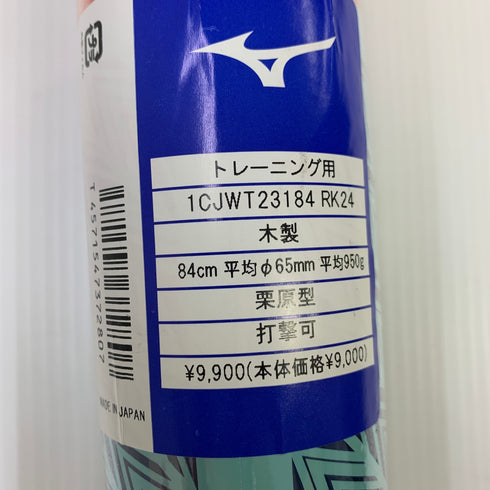 トレーニング用
1CJWT23184 RK24
木製
84cm 平均φ65mm 平均950g
栗原型
打撃可
¥9,900(本体価格¥9,000)
T 4571547372807
MADE IN JAPAN